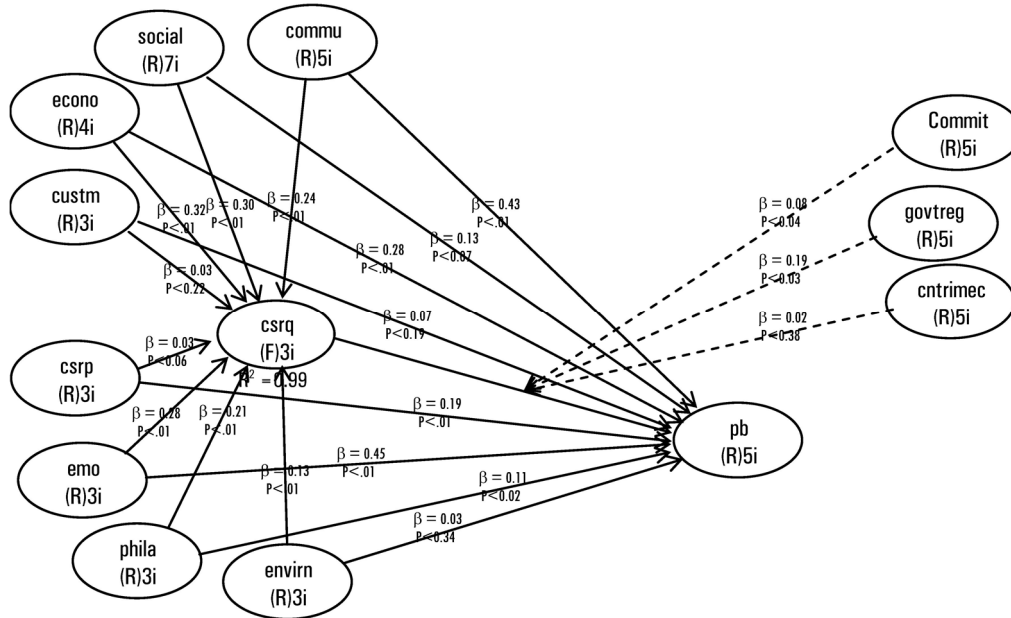 social
(R)7i
commu
(R)5i
econo
(R)4i
Commit
(R)5i
custm
(R)3i
govtreg
(R)5i
cntrimec
(R)5i
β = 0.32
P<.01
β = 0.30
P<.01
β = 0.24
P<.01
β = 0.43
P<.01
β = 0.08
P<0.04
β = 0.28
P<.01
β = 0.13
P<0.07
β = 0.19
P<0.03
β = 0.03
P<0.22
β = 0.07
P<0.19
β = 0.02
P<0.38
csrq
(F)3i
R² = 0.99
csrp
(R)3i
β = 0.03
P<0.06
β = 0.19
P<.01
β = 0.28
P<.01
β = 0.21
P<.01
pb
(R)5i
emo
(R)3i
β = 0.13
P<.01
β = 0.45
P<.01
β = 0.11
P<0.02
β = 0.03
P<0.34
phila
(R)3i
envirn
(R)3i